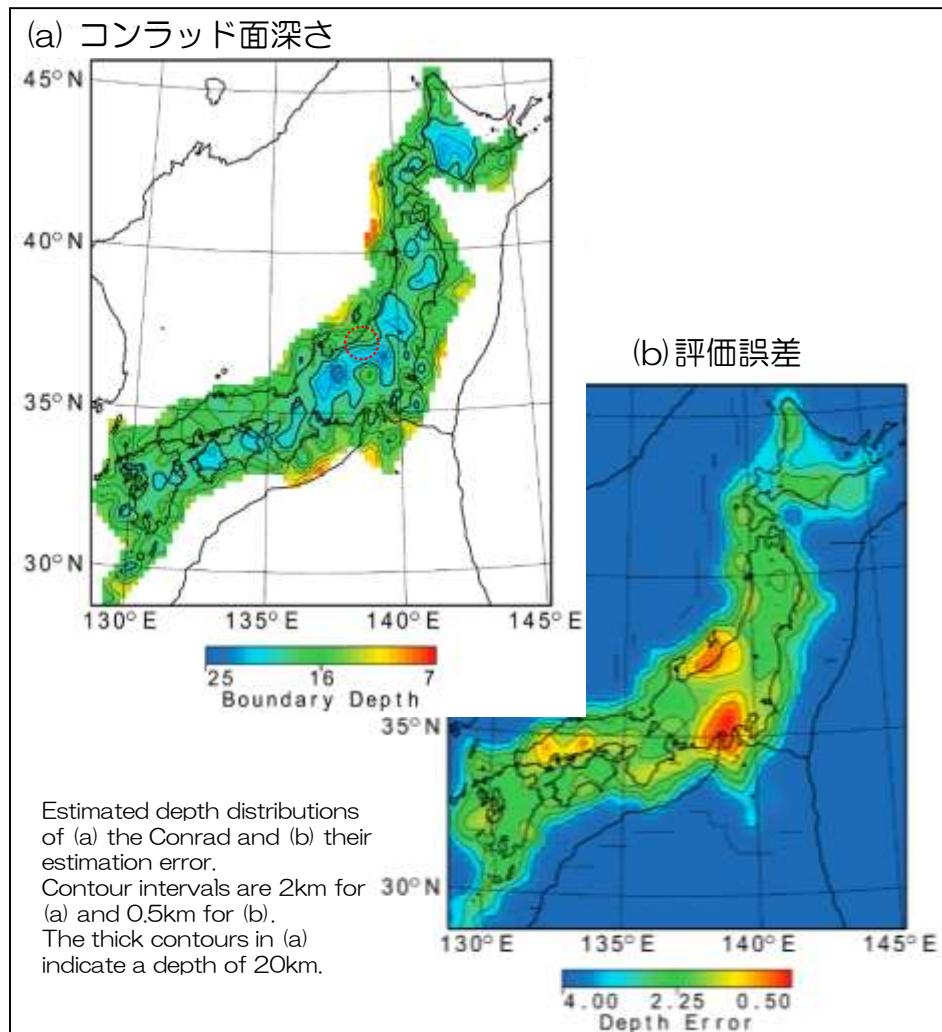 (a) コンラッド面深さ
45° N
40° N
35° N
30° N
130° E
135° E
140° E
145° E
25
16
7
Boundary Depth
(b) 評価誤差
35° N
30° N
130° E
135° E
140° E
145° E
4.00
2.25
0.50
Depth Error
Estimated depth distributions
of (a) the Conrad and (b) their
estimation error.
Contour intervals are 2km for
(a) and 0.5km for (b).
The thick contours in (a)
indicate a depth of 20km.